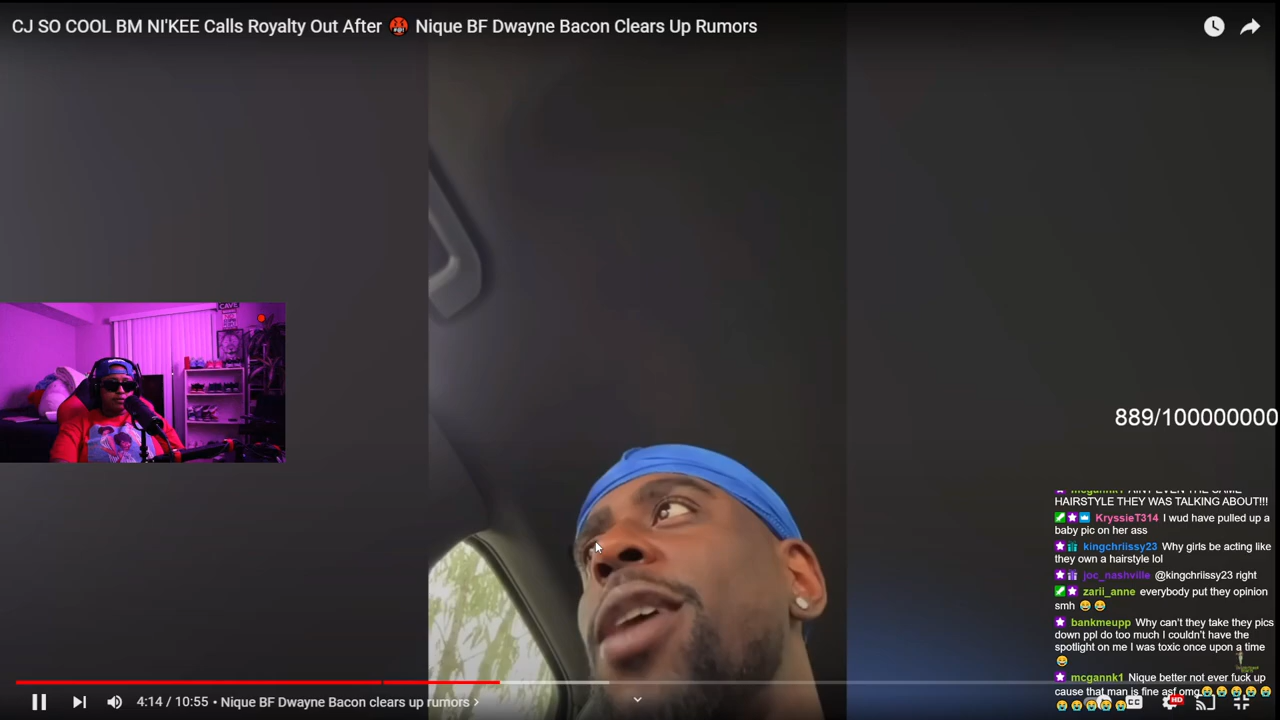 CJ SO COOL BM NI'KEE Calls Royalty Out After 🤬 Nique BF Dwayne Bacon Clears Up Rumors
CAVE
889/100000000
HAIRSTYLE THEY WAS TALKING ABOUT!!!
KryssieT314 I wud have pulled up a
baby pic on her ass
kingchriissy23 Why girls be acting like
they own a hairstyle lol
joc_nashville @kingchriissy23 right
zarii_anne everybody put they opinion
smh 😂 😂
bankmeupp Why can't they take they pics
down ppl do too much I couldn't have the
spotlight on me I was toxic once upon a time
😂
mcgannk1 Nique better not ever fuck up
cause that man is fine asf omg😭😭😭😭😭
😭😭😭😭😭
4:14 / 10:55 • Nique BF Dwayne Bacon clears up rumors >
CC
HD